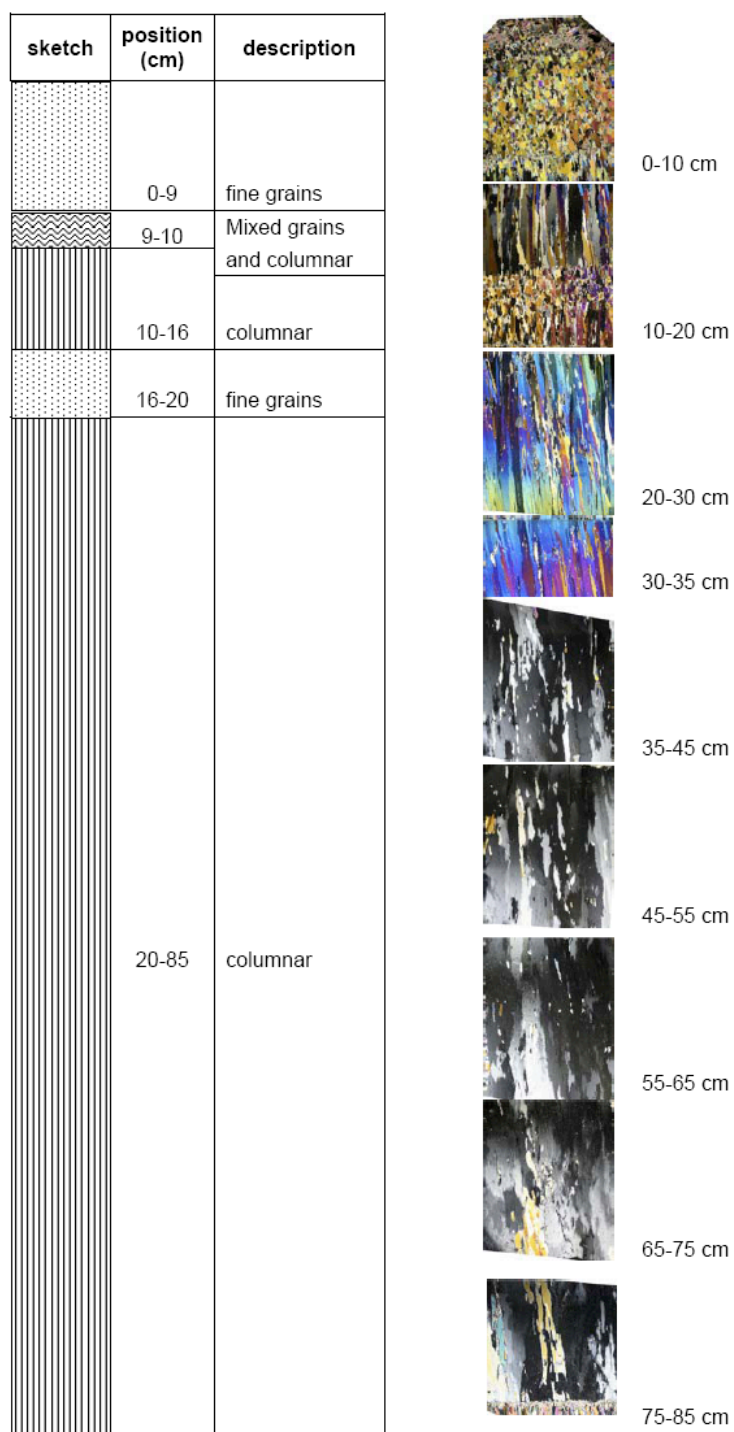 sketch position (cm) description
0-9 fine grains
9-10 Mixed grains and columnar
10-16 columnar
16-20 fine grains
20-85 columnar
0-10 cm
10-20 cm
20-30 cm
30-35 cm
35-45 cm
45-55 cm
55-65 cm
65-75 cm
75-85 cm